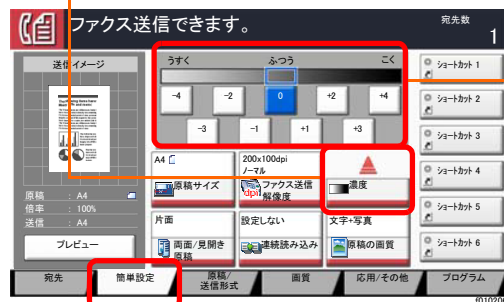 ファクス送信できます。
宛先数
1
送信イメージ
うすく ふつう こく
-4 -2 0 +2 +4
-3 -1 +1 +3
原稿 : A4
倍率 : 100%
送信 : A4
プレビュー
A4
原稿サイズ
200x100dpi
ノーマル
ファクス送信
解像度
濃度
片面
両面/見開き
原稿
設定しない
連続読み込み
文字+写真
原稿の画質
ショートカット 1
ショートカット 2
ショートカット 3
ショートカット 4
ショートカット 5
ショートカット 6
宛先
簡単設定
原稿/
送信形式
画質
応用/その他
プログラム